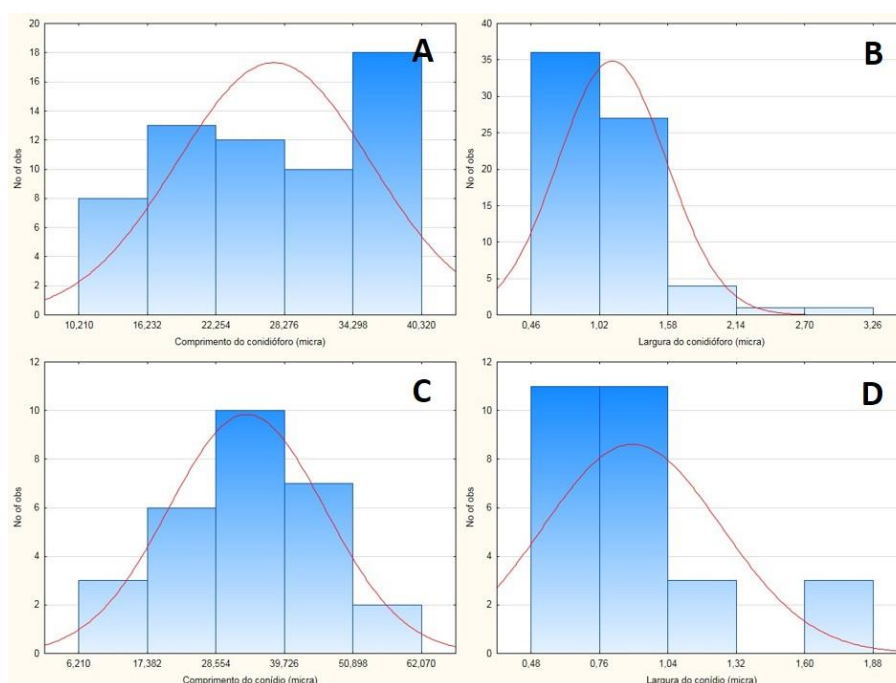 A
No of obs
20
18
16
14
12
10
8
6
4
2
0
10,210 16,232 22,254 28,276 34,298 40,320
Comprimento do conidióforo (micra)
B
No of obs
40
35
30
25
20
15
10
5
0
0,46 1,02 1,58 2,14 2,70 3,26
Largura do conidióforo (micra)
C
No of obs
12
10
8
6
4
2
0
6,210 17,382 28,554 39,726 50,898 62,070
Comprimento do conídio (micra)
D
No of obs
12
10
8
6
4
2
0
0,48 0,76 1,04 1,32 1,60 1,88
Largura do conídio (micra)